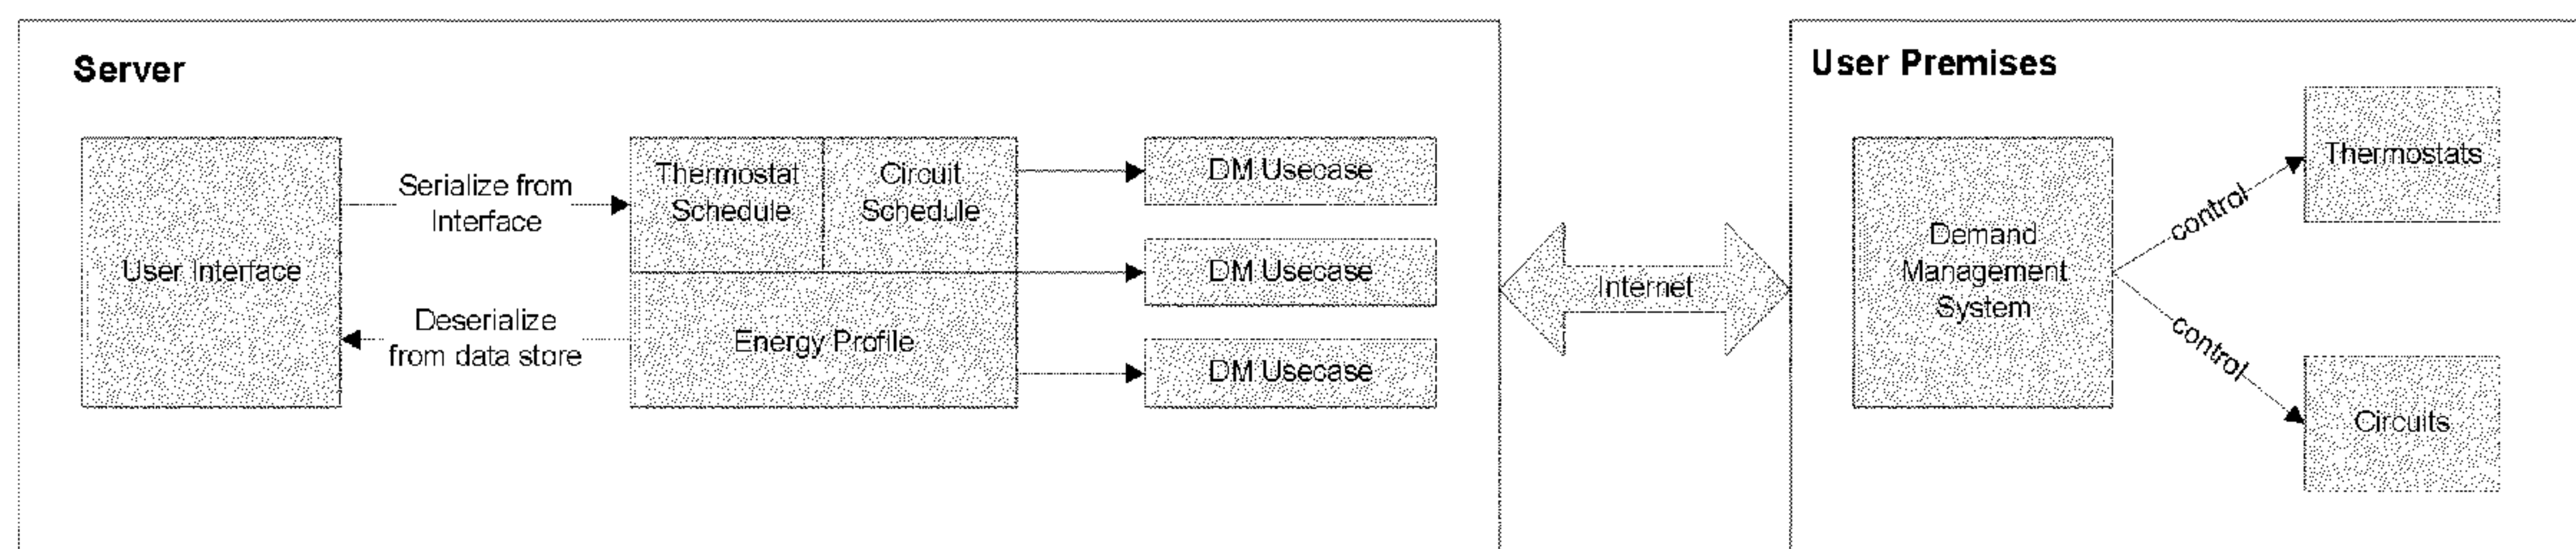 Server
User Interface
Serialize from
Interface
Deserialize
from data store
Thermostat
Schedule
Circuit
Schedule
Energy Profile
DM Usecase
DM Usecase
DM Usecase
Internet
User Premises
Demand
Management
System
control
control
Thermostats
Circuits